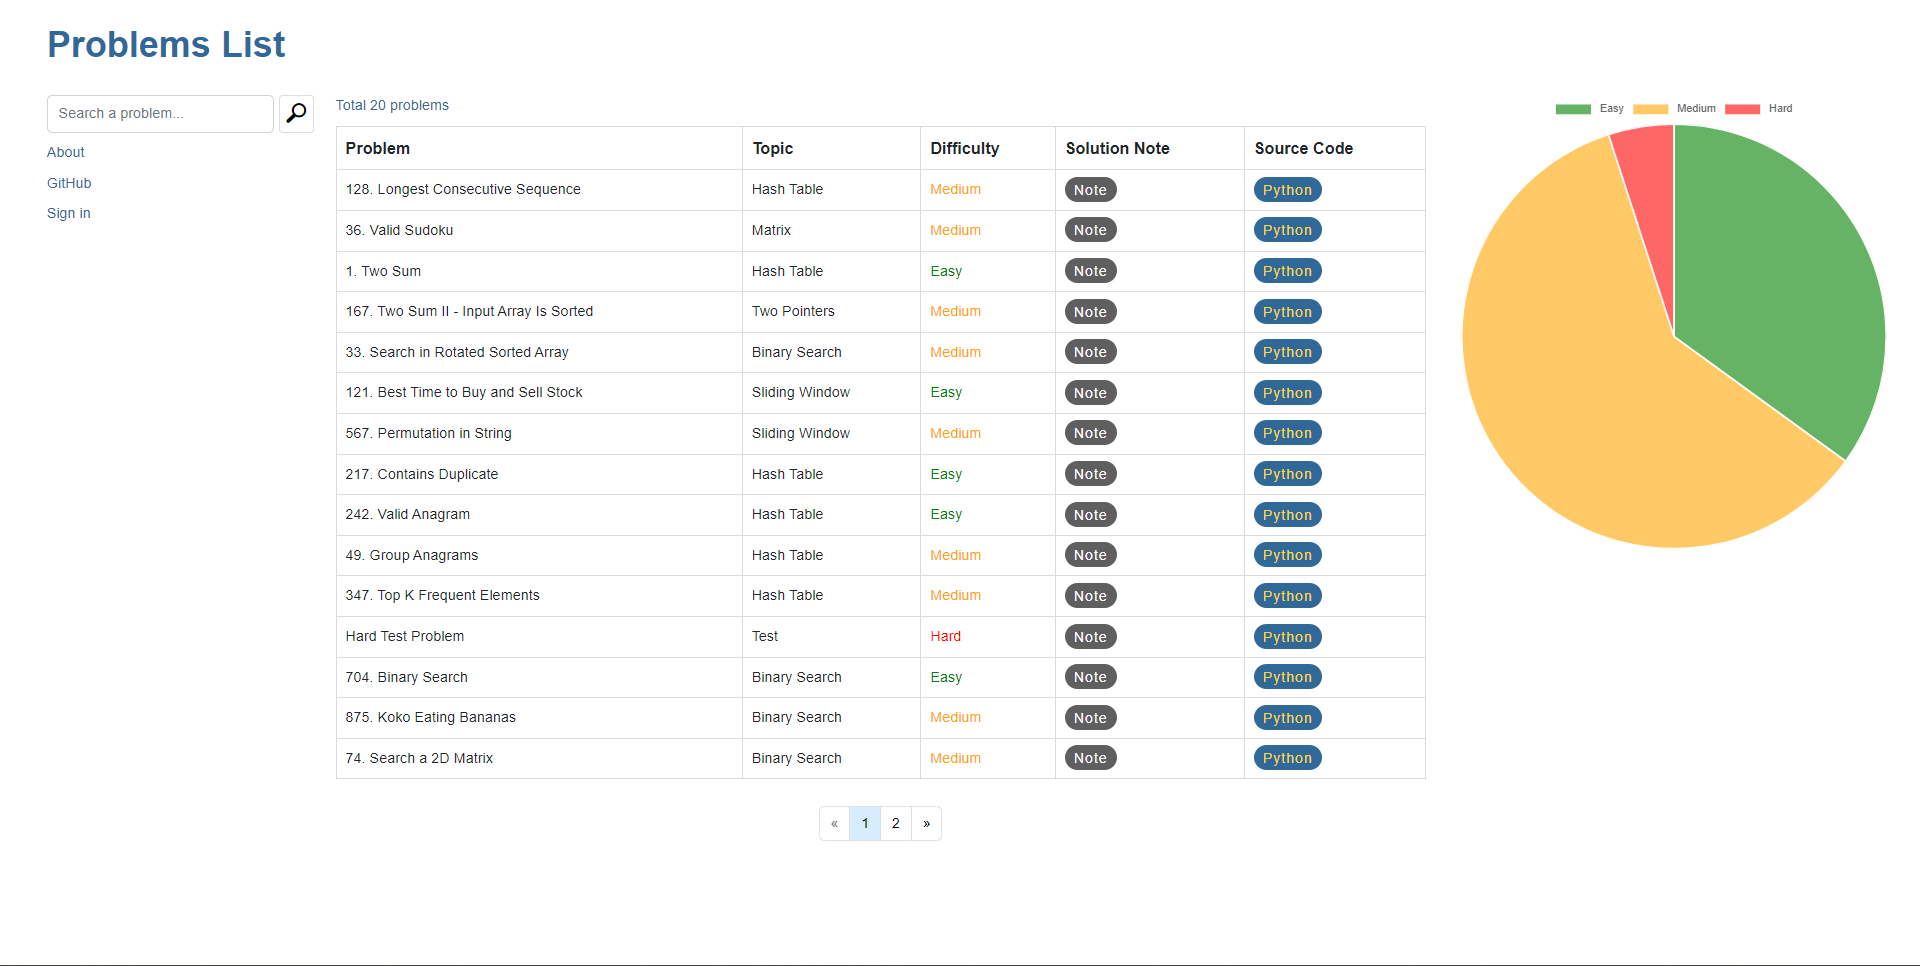 Problems List
Search a problem...
About
GitHub
Sign in
Total 20 problems
Problem Topic Difficulty Solution Note Source Code
128. Longest Consecutive Sequence Hash Table Medium Note Python
36. Valid Sudoku Matrix Medium Note Python
1. Two Sum Hash Table Easy Note Python
167. Two Sum II - Input Array Is Sorted Two Pointers Medium Note Python
33. Search in Rotated Sorted Array Binary Search Medium Note Python
121. Best Time to Buy and Sell Stock Sliding Window Easy Note Python
567. Permutation in String Sliding Window Medium Note Python
217. Contains Duplicate Hash Table Easy Note Python
242. Valid Anagram Hash Table Easy Note Python
49. Group Anagrams Hash Table Medium Note Python
347. Top K Frequent Elements Hash Table Medium Note Python
Hard Test Problem Test Hard Note Python
704. Binary Search Binary Search Easy Note Python
875. Koko Eating Bananas Binary Search Medium Note Python
74. Search a 2D Matrix Binary Search Medium Note Python
« 1 2 »
Easy Medium Hard